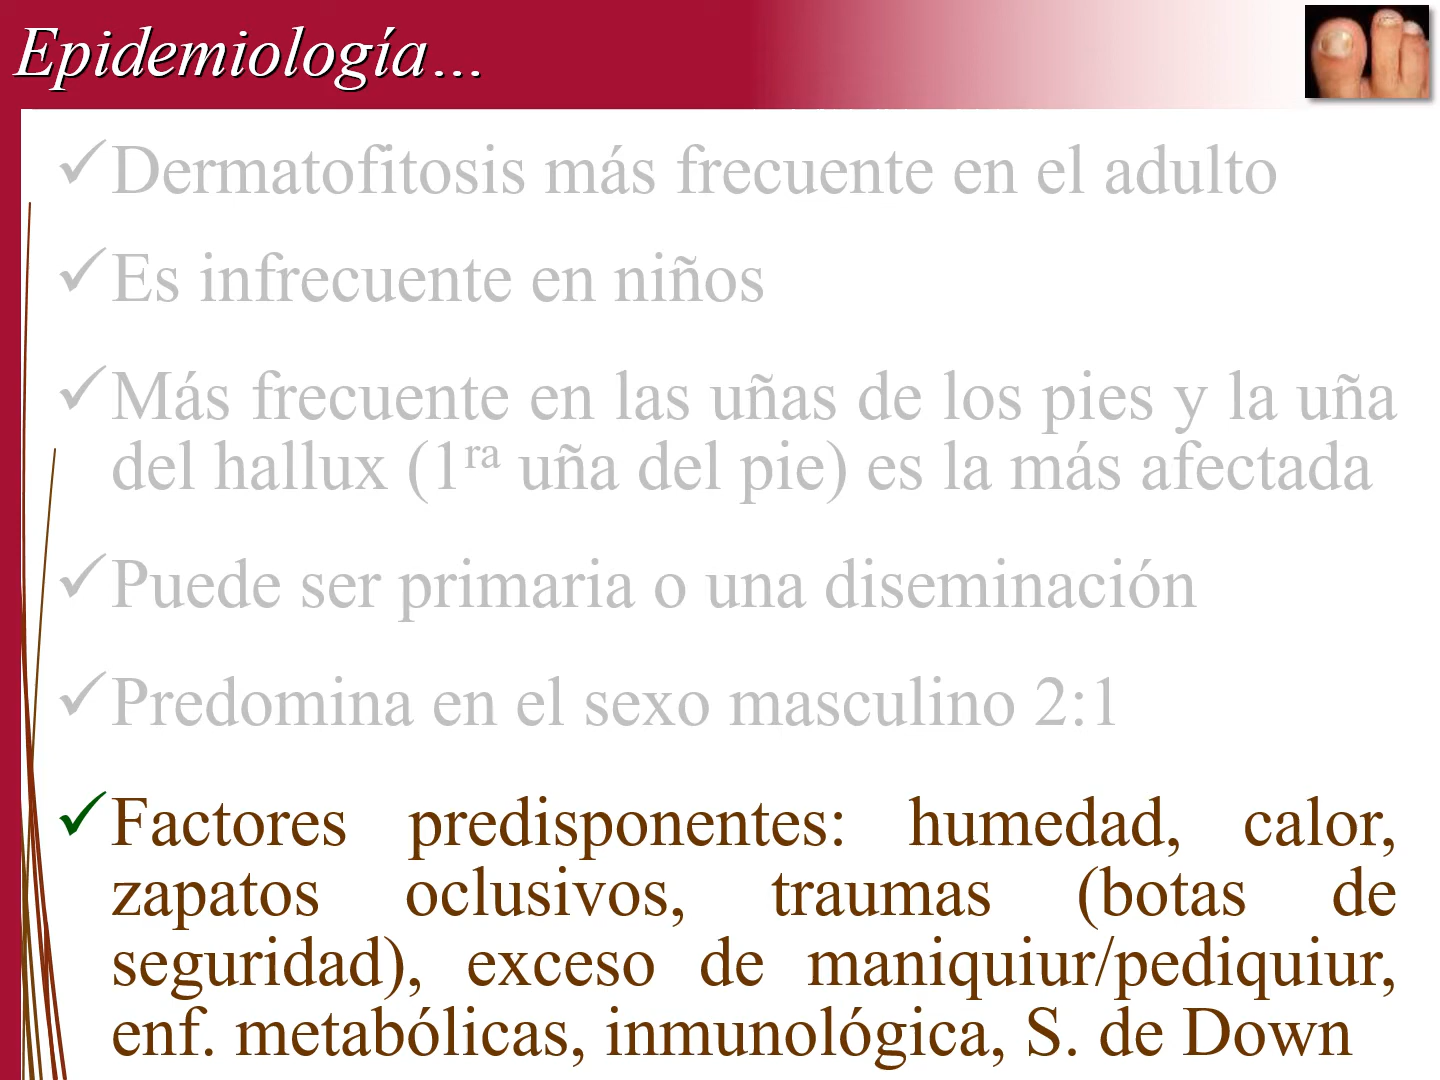 Epidemiología...
✓Dermatofitosis más frecuente en el adulto
✓Es infrecuente en niños
✓Más frecuente en las uñas de los pies y la uña
del hallux (1ra uña del pie) es la más afectada
✓Puede ser primaria o una diseminación
✓Predomina en el sexo masculino 2:1
✓Factores predisponentes: humedad, calor,
zapatos oclusivos, traumas (botas de
seguridad), exceso de maniquiur/pediquiur,
enf. metabólicas, inmunológica, S. de Down